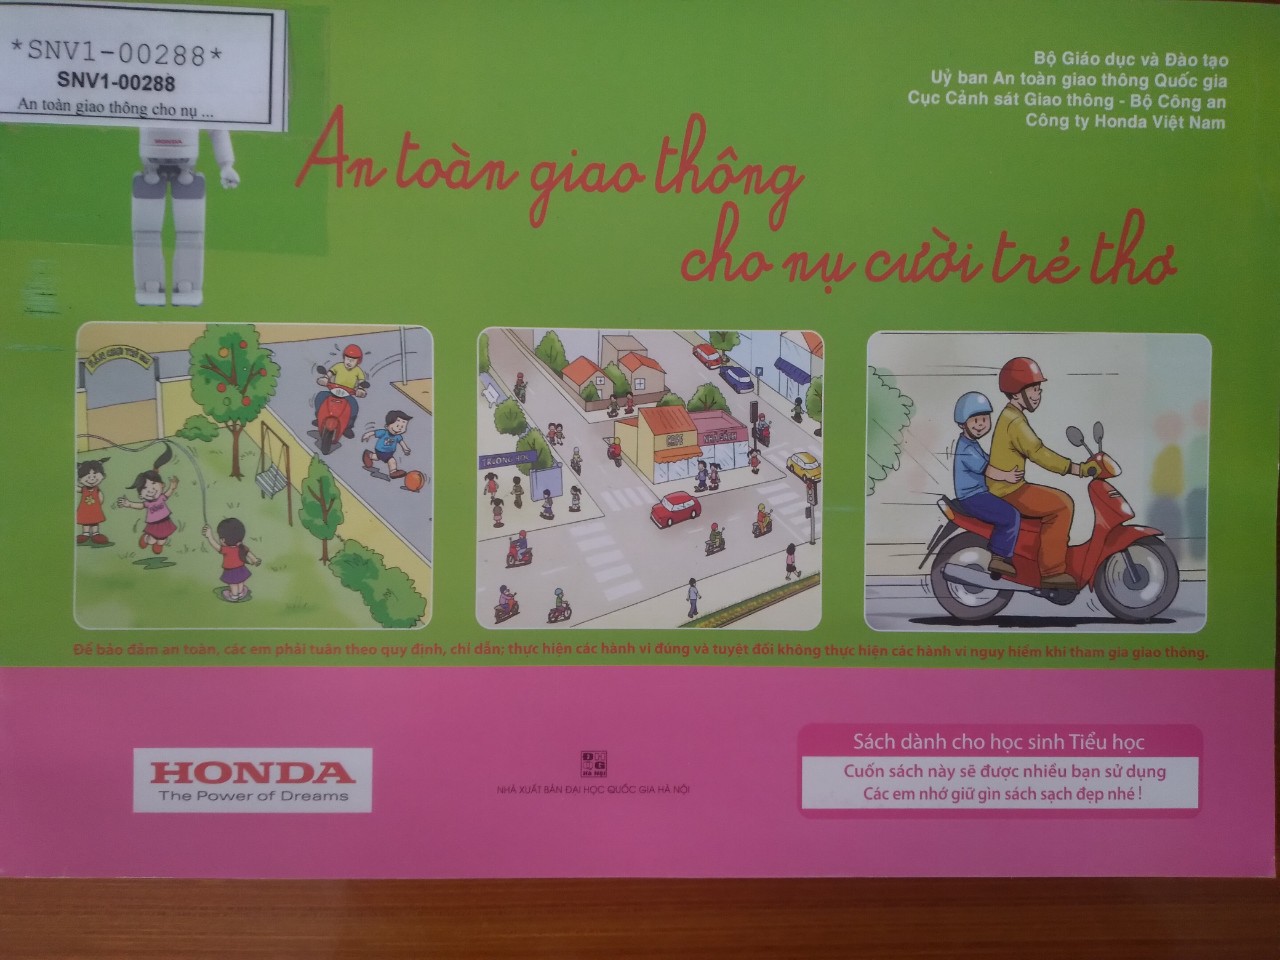 *SNV1-00288*
SNV1-00288
An toàn giao thông cho nụ ...
HONDA
Bộ Giáo dục và Đào tạo
Uỷ ban An toàn giao thông Quốc gia
Cục Cảnh sát Giao thông - Bộ Công an
Công ty Honda Việt Nam
An toàn giao thông
cho nụ cười trẻ thơ
NHÀ SÁCH
Để bảo đảm an toàn, các em phải tuân theo quy định, chỉ dẫn; thực hiện các hành vi đúng và tuyệt đối không thực hiện các hành vi nguy hiểm khi tham gia giao thông.
HONDA
The Power of Dreams
NHÀ XUẤT BẢN ĐẠI HỌC QUỐC GIA HÀ NỘI
Sách dành cho học sinh Tiểu học
Cuốn sách này sẽ được nhiều bạn sử dụng
Các em nhớ giữ gìn sách sạch đẹp nhé !